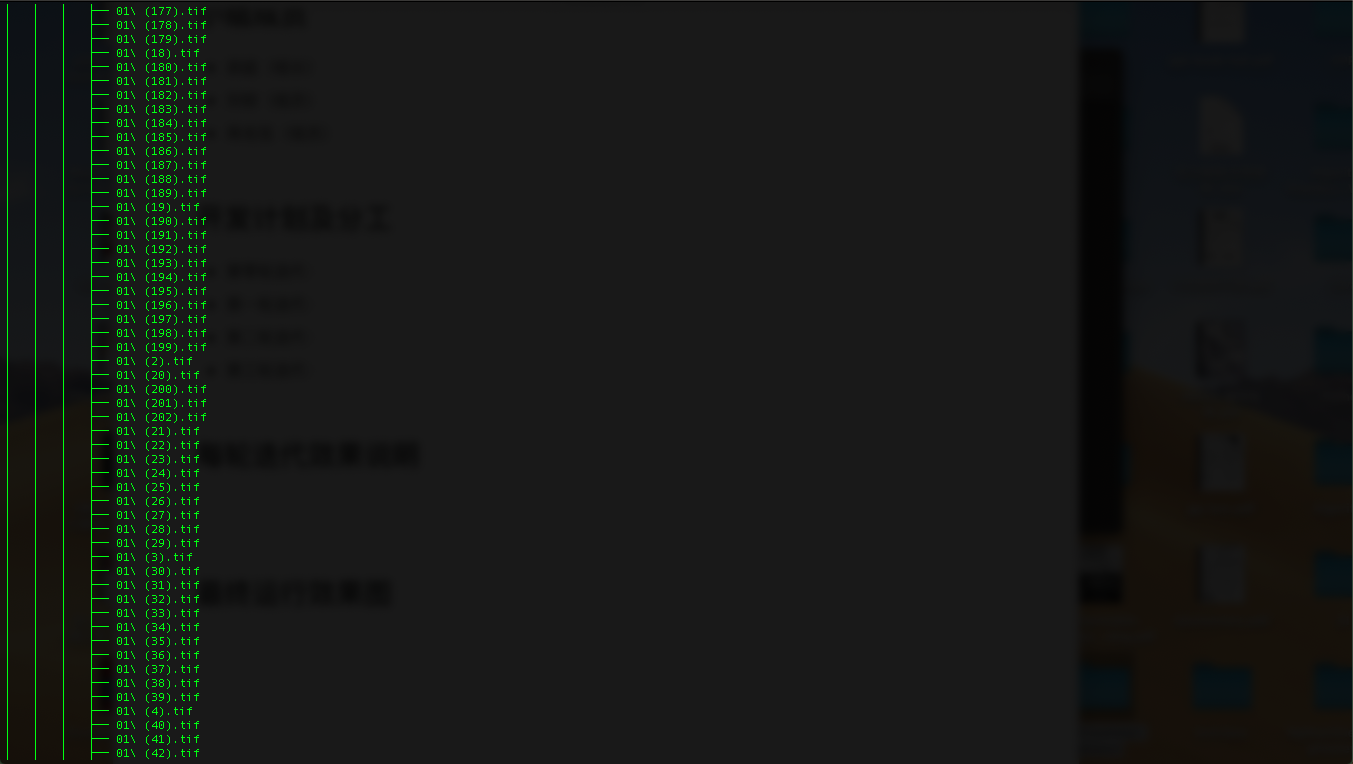 ├── 01\ (177).tif
├── 01\ (178).tif
├── 01\ (179).tif
├── 01\ (18).tif
├── 01\ (180).tif
├── 01\ (181).tif
├── 01\ (182).tif
├── 01\ (183).tif
├── 01\ (184).tif
├── 01\ (185).tif
├── 01\ (186).tif
├── 01\ (187).tif
├── 01\ (188).tif
├── 01\ (189).tif
├── 01\ (19).tif
├── 01\ (190).tif
├── 01\ (191).tif
├── 01\ (192).tif
├── 01\ (193).tif
├── 01\ (194).tif
├── 01\ (195).tif
├── 01\ (196).tif
├── 01\ (197).tif
├── 01\ (198).tif
├── 01\ (199).tif
├── 01\ (2).tif
├── 01\ (20).tif
├── 01\ (200).tif
├── 01\ (201).tif
├── 01\ (202).tif
├── 01\ (21).tif
├── 01\ (22).tif
├── 01\ (23).tif
├── 01\ (24).tif
├── 01\ (25).tif
├── 01\ (26).tif
├── 01\ (27).tif
├── 01\ (28).tif
├── 01\ (29).tif
├── 01\ (3).tif
├── 01\ (30).tif
├── 01\ (31).tif
├── 01\ (32).tif
├── 01\ (33).tif
├── 01\ (34).tif
├── 01\ (35).tif
├── 01\ (36).tif
├── 01\ (37).tif
├── 01\ (38).tif
├── 01\ (39).tif
├── 01\ (4).tif
├── 01\ (40).tif
├── 01\ (41).tif
├── 01\ (42).tif
开发计划及分工